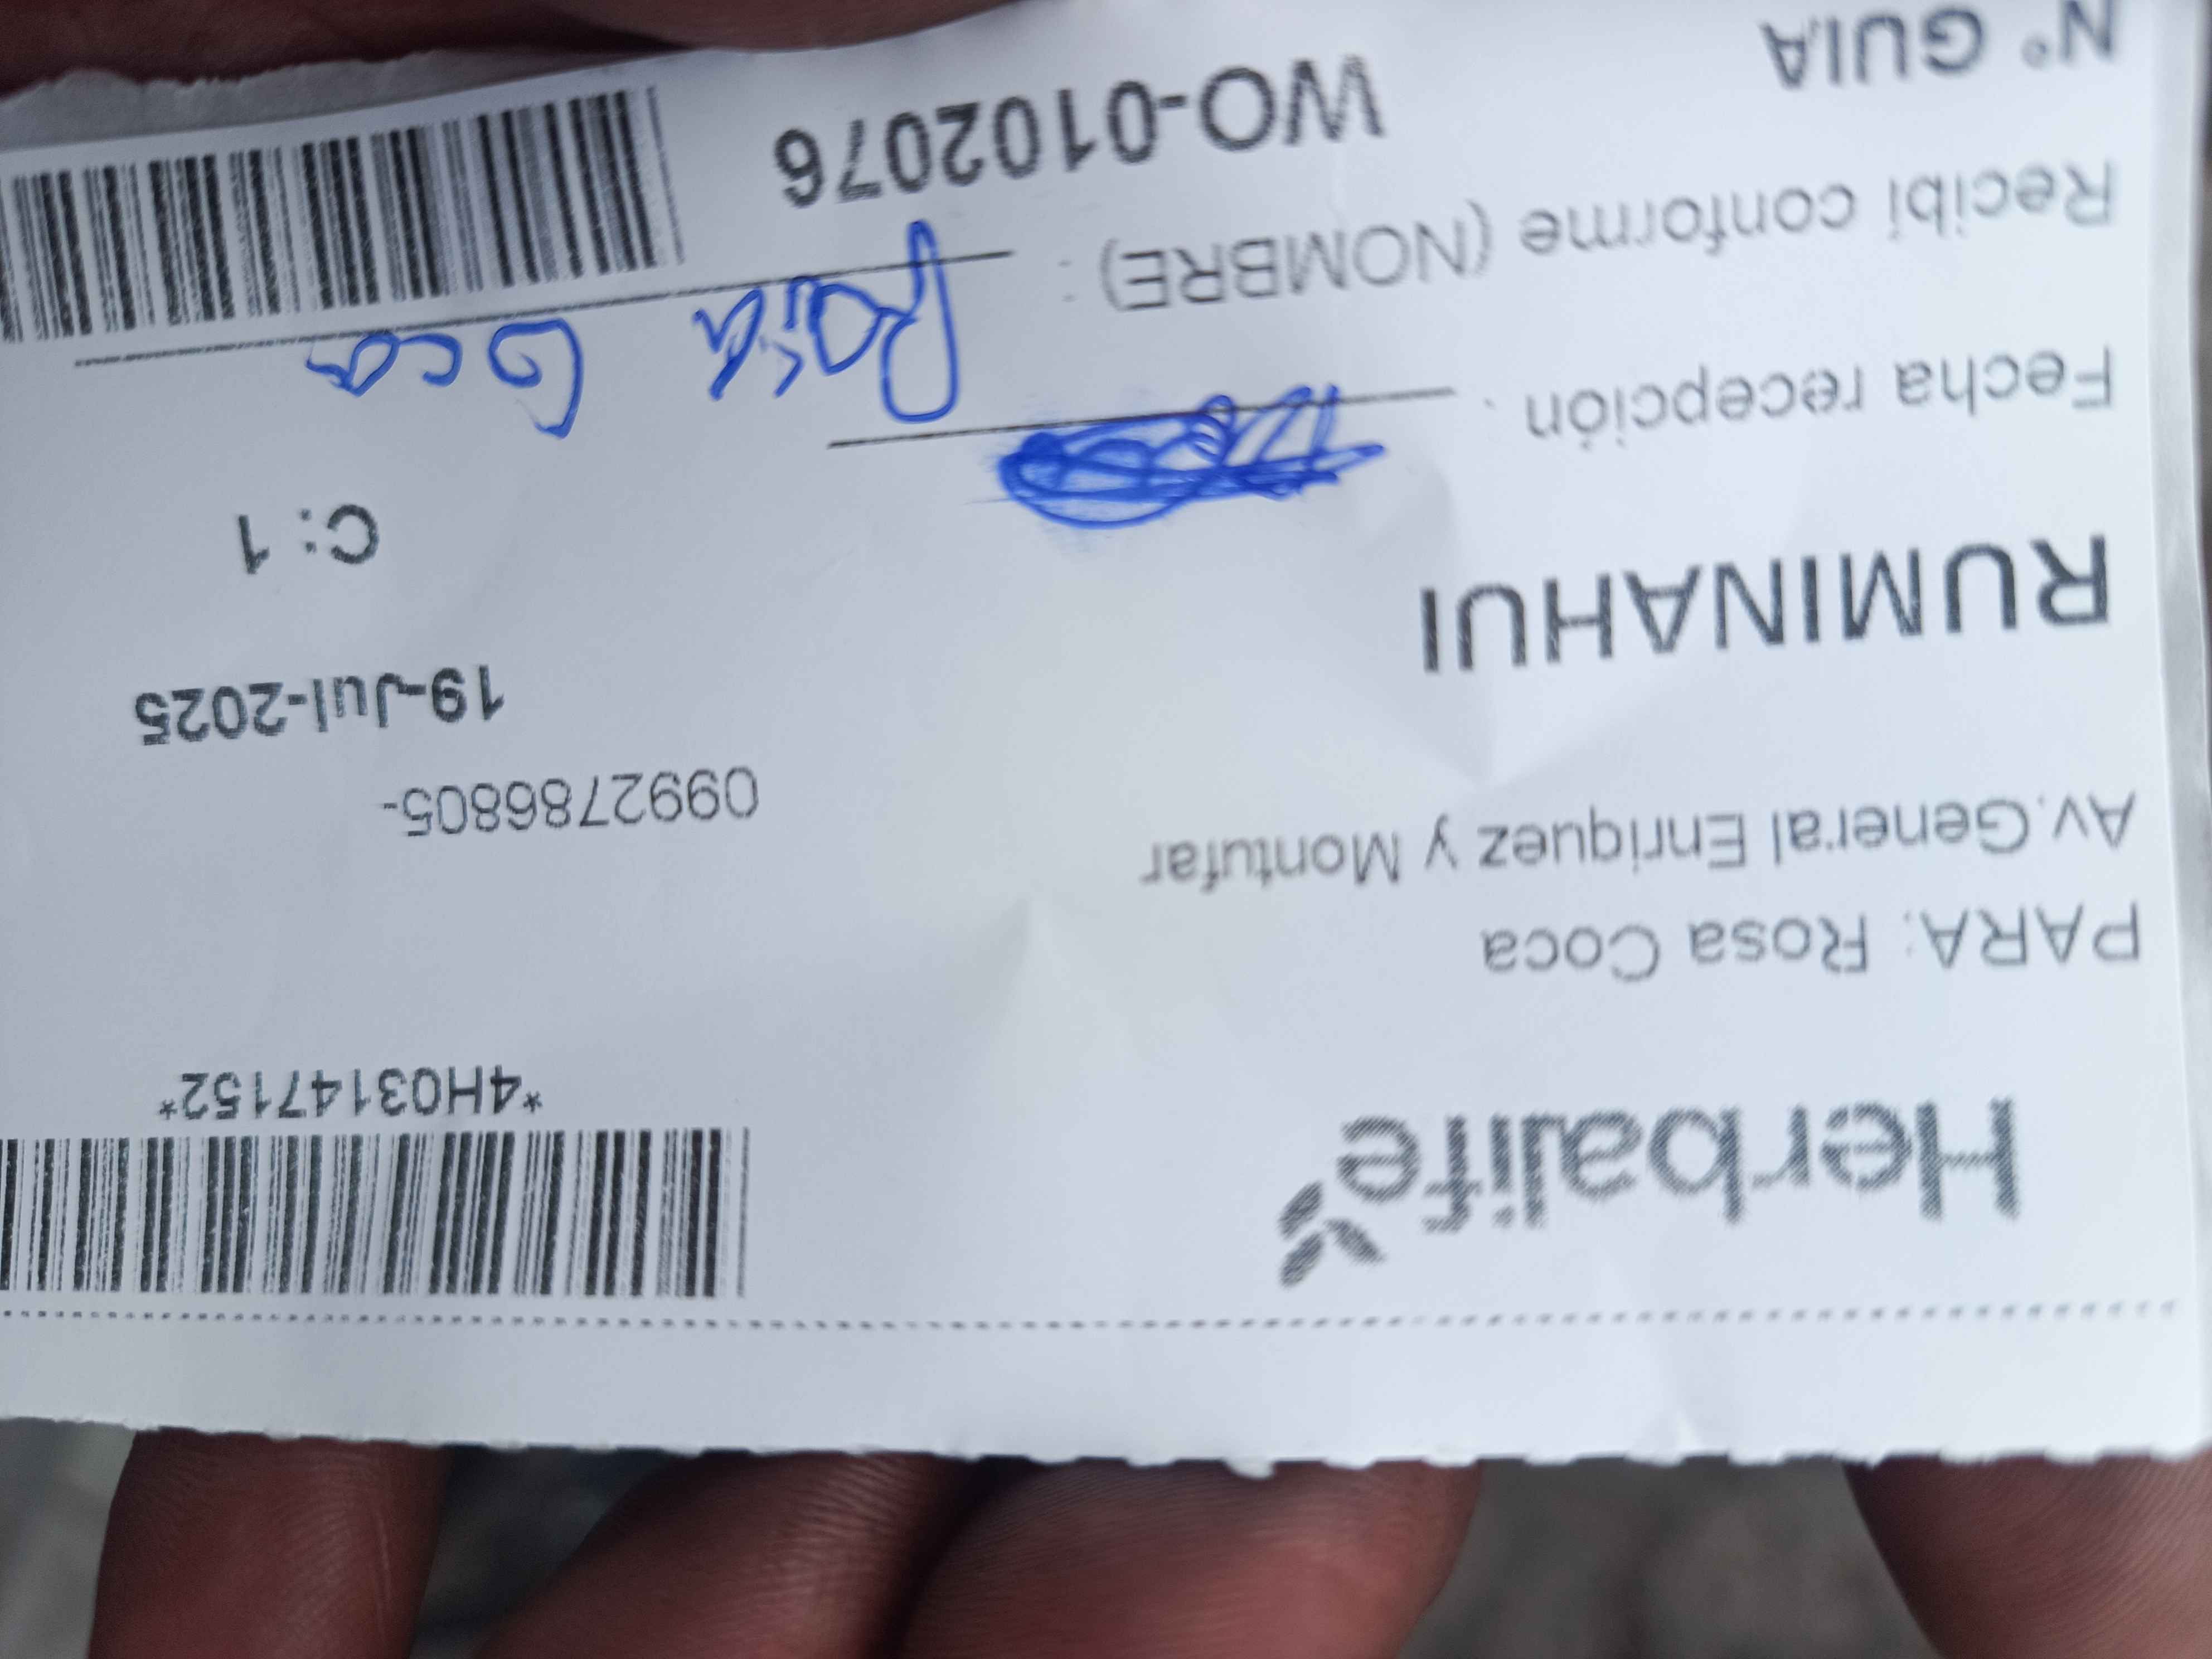 Herbalife
*4H03147152*
PARA: Rosa Coca
Av.General Enriquez y Montufar
0992786805-
RUMINAHUI
19-Jul-2025
C: 1
Fecha recepción :
Recibi conforme (NOMBRE) : Rosa Coca
N° GUIA WO-0102076